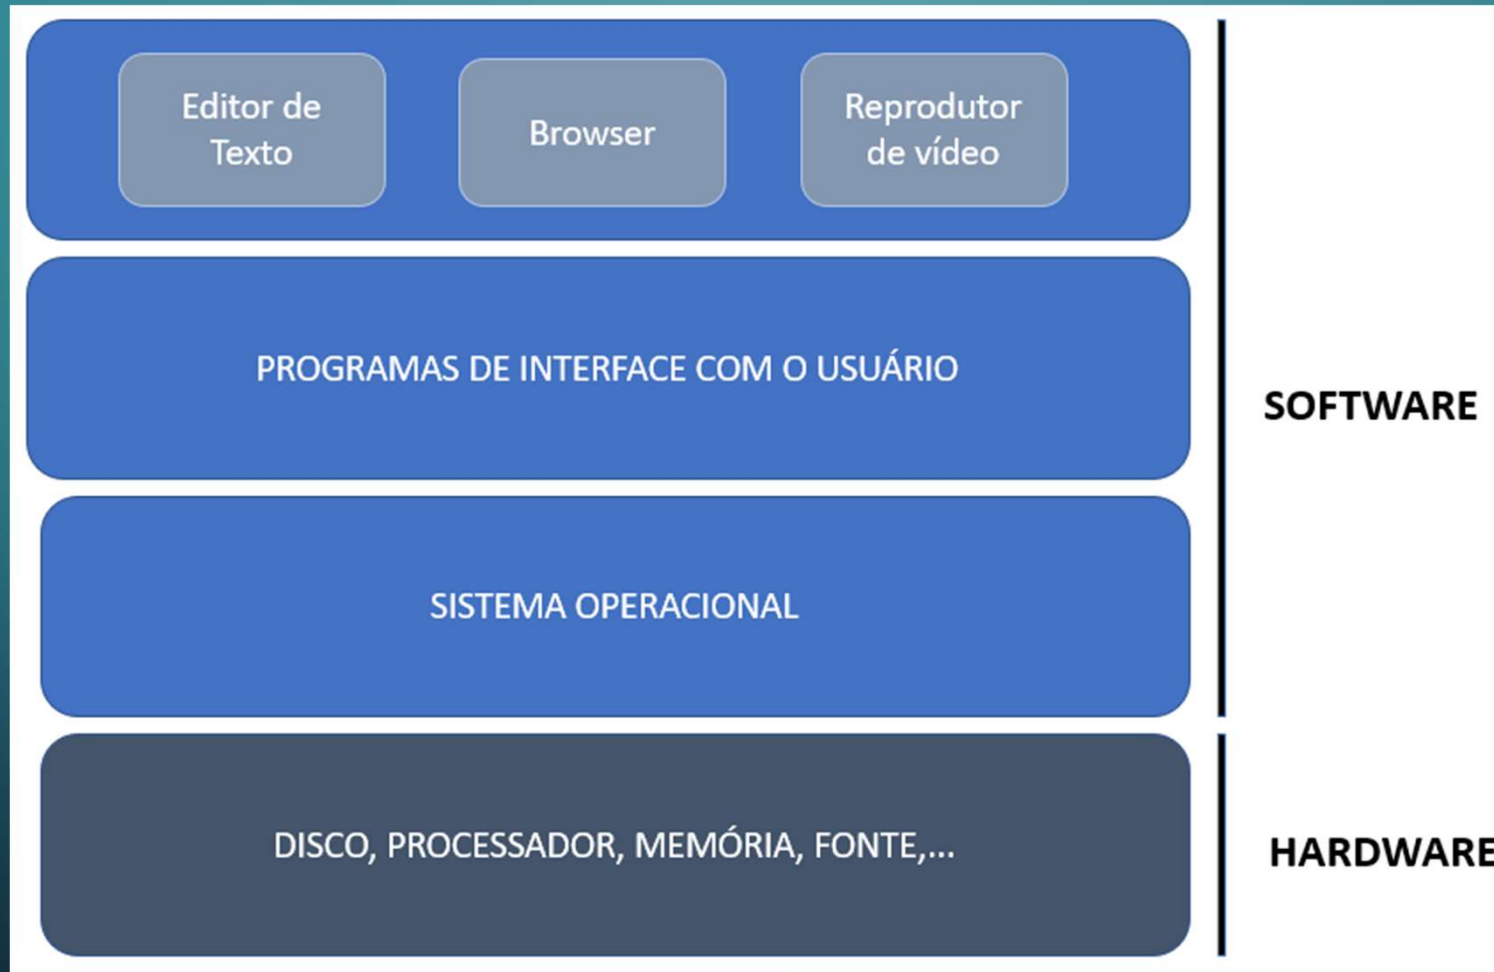 Editor de
Texto
Browser
Reprodutor
de vídeo
PROGRAMAS DE INTERFACE COM O USUÁRIO
SOFTWARE
SISTEMA OPERACIONAL
DISCO, PROCESSADOR, MEMÓRIA, FONTE,...
HARDWARE